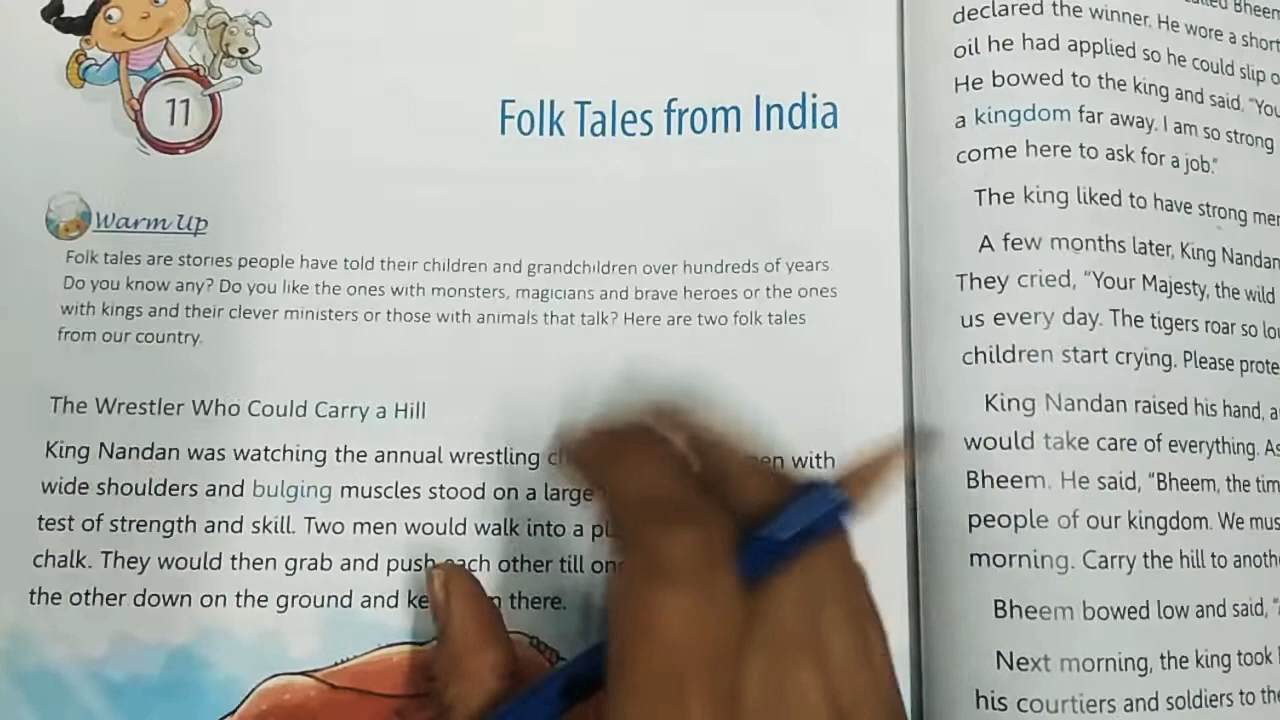 11
Folk Tales from India
Warm Up
Folk tales are stories people have told their children and grandchildren over hundreds of years
Do you know any? Do you like the ones with monsters, magicians and brave heroes or the ones
with kings and their clever ministers or those with animals that talk? Here are two folk tales
from our country.
The Wrestler Who Could Carry a Hill
King Nandan was watching the annual wrestling with
wide shoulders and bulging muscles stood on a large
test of strength and skill. Two men would walk into a
chalk. They would then grab and push each other till
the other down on the ground and there.
Bheem
declared the winner. He wore a short
oil he had applied so he could slip
He bowed to the king and said, "You
a kingdom far away. I am so strong
come here to ask for a job."
The king liked to have strong
A few months later, King Nandan
They cried, "Your Majesty, the wild
us every day. The tigers roar so
children start crying. Please
King Nandan raised his hand,
would take care of everything.
Bheem. He said, "Bheem, the
people of our kingdom. We
morning. Carry the hill to
Bheem bowed low and said, "
Next morning, the king took
his courtiers and soldiers to